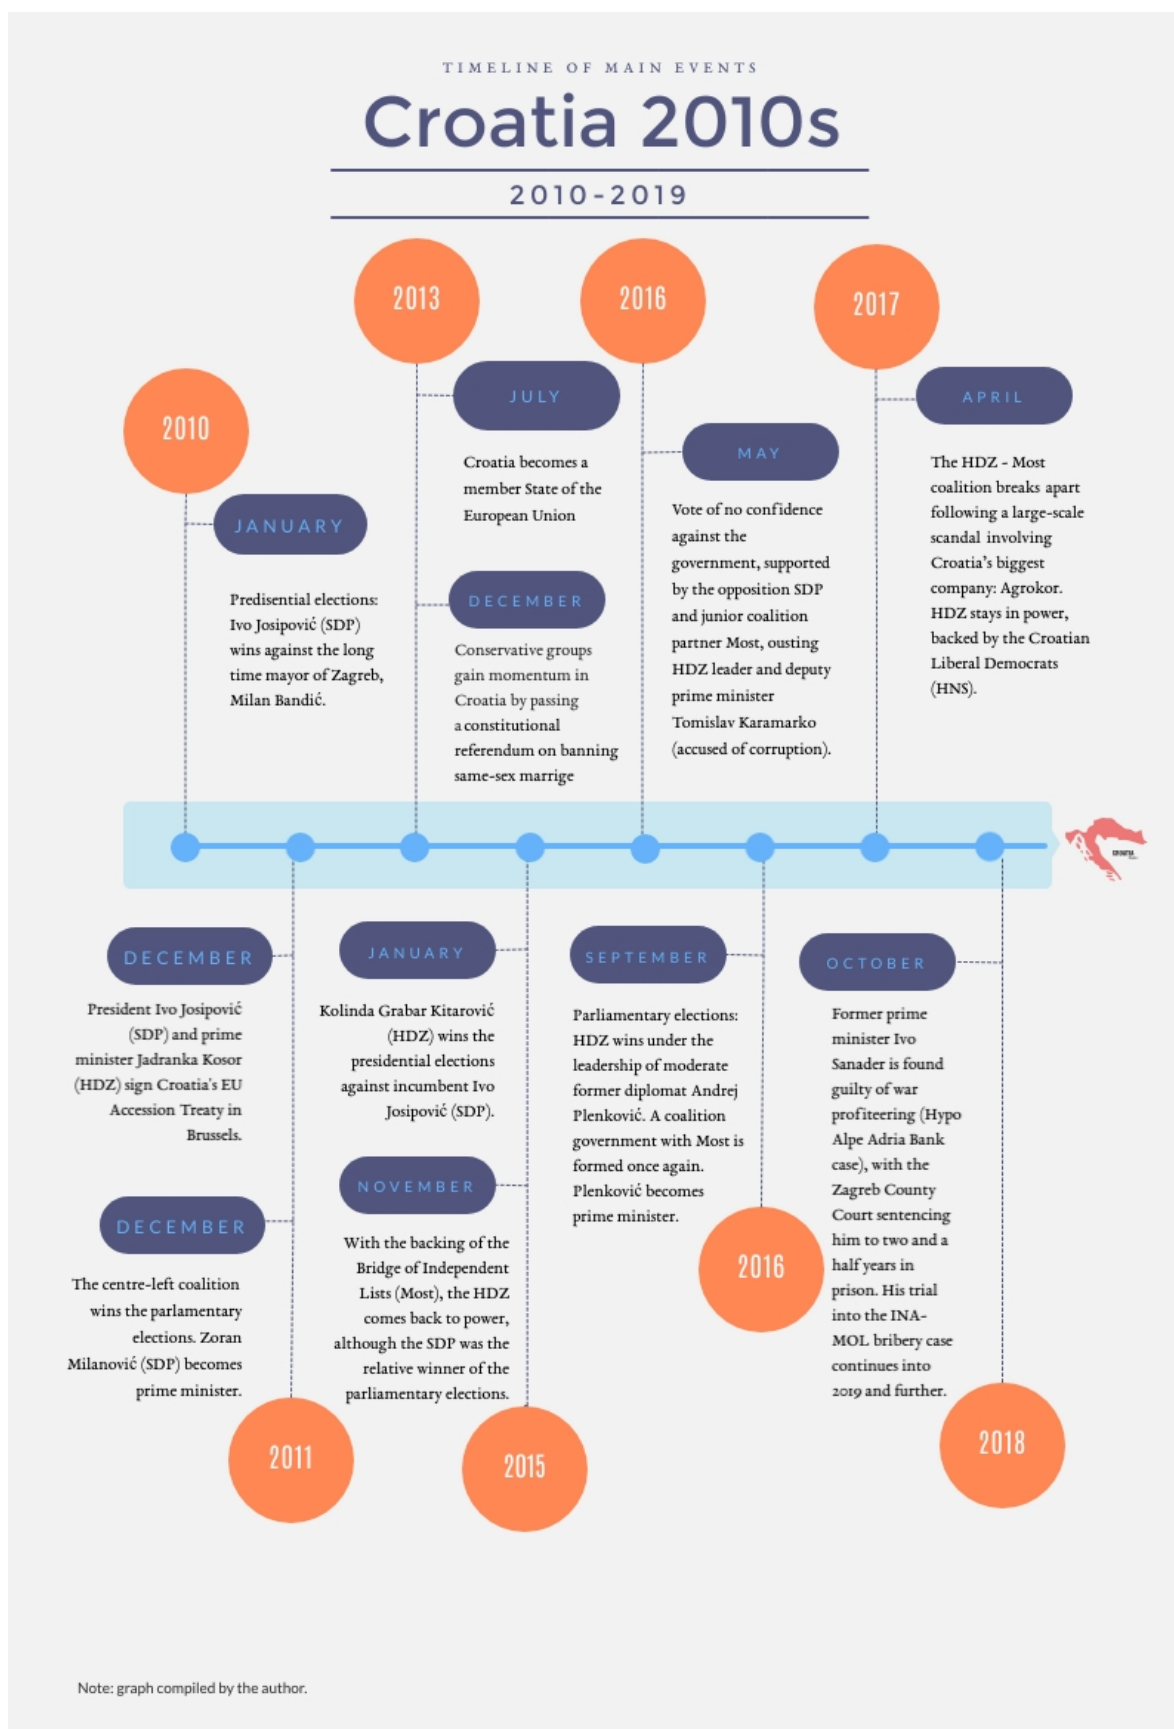 TIMELINE OF MAIN EVENTS
Croatia 2010s
2010-2019
2010
JANUARY
Predisential elections:
Ivo Josipović (SDP)
wins against the long
time mayor of Zagreb,
Milan Bandić.
2013
JULY
Croatia becomes a
member State of the
European Union
DECEMBER
Conservative groups
gain momentum in
Croatia by passing
a constitutional
referendum on banning
same-sex marrige
2016
MAY
Vote of no confidence
against the
government, supported
by the opposition SDP
and junior coalition
partner Most, ousting
HDZ leader and deputy
prime minister
Tomislav Karamarko
(accused of corruption).
2017
APRIL
The HDZ - Most
coalition breaks apart
following a large-scale
scandal involving
Croatia's biggest
company: Agrokor.
HDZ stays in power,
backed by the Croatian
Liberal Democrats
(HNS).
CROATIA
DECEMBER
President Ivo Josipović
(SDP) and prime
minister Jadranka Kosor
(HDZ) sign Croatia's EU
Accession Treaty in
Brussels.
DECEMBER
The centre-left coalition
wins the parlamentary
elections. Zoran
Milanović (SDP) becomes
prime minister.
2011
JANUARY
Kolinda Grabar Kitarović
(HDZ) wins the
presidential elections
against incumbent Ivo
Josipović (SDP).
NOVEMBER
With the backing of the
Bridge of Independent
Lists (Most), the HDZ
comes back to power,
although the SDP was the
relative winner of the
parliamentary elections.
2015
SEPTEMBER
Parliamentary elections:
HDZ wins under the
leadership of moderate
former diplomat Andrej
Plenković. A coalition
government with Most is
formed once again.
Plenković becomes
prime minister.
2016
OCTOBER
Former prime
minister Ivo
Sanader is found
guilty of war
profiteering (Hypo
Alpe Adria Bank
case), with the
Zagreb County
Court sentencing
him to two and a
half years in
prison. His trial
into the INA-
MOL bribery case
continues into
2019 and further.
2018
Note: graph compiled by the author.